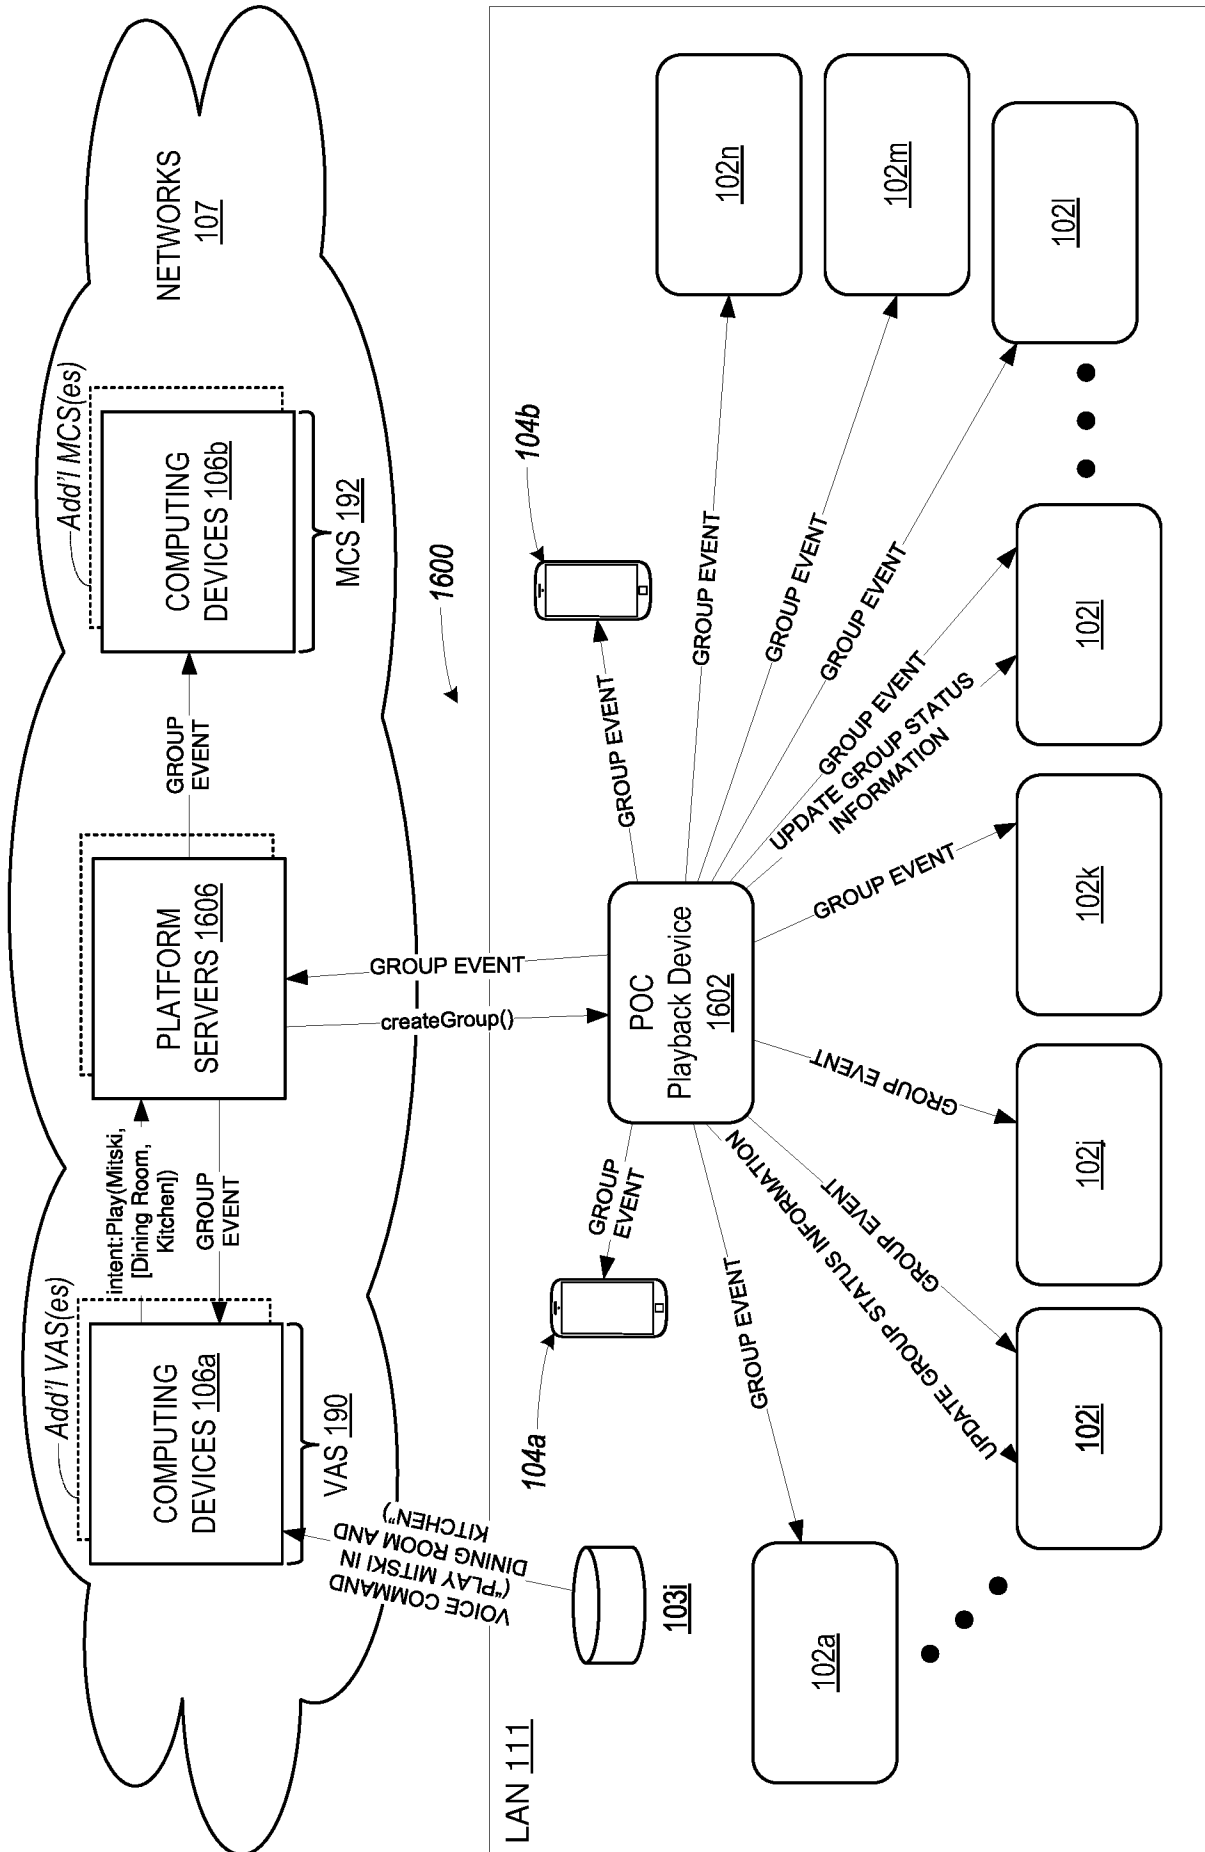 NETWORKS
107
Add'l VAS(es)
COMPUTING
DEVICES 106a
VAS 190
intent:Play(Mitski,
[Dining Room,
Kitchen])
GROUP
EVENT
PLATFORM
SERVERS 1606
GROUP
EVENT
Add'l MCS(es)
COMPUTING
DEVICES 106b
MCS 192
1600
VOICE COMMAND
("PLAY MITSKI IN
DINING ROOM AND
KITCHEN")
createGroup()
GROUP EVENT
LAN 111
103i
104a
GROUP
EVENT
POC
Playback Device
1602
GROUP EVENT
104b
GROUP EVENT
102a
UPDATE GROUP STATUS INFORMATION
GROUP EVENT
102i
GROUP EVENT
102j
GROUP EVENT
102k
UPDATE GROUP STATUS
INFORMATION
GROUP EVENT
102l
GROUP EVENT
102l
GROUP EVENT
102m
GROUP EVENT
102n